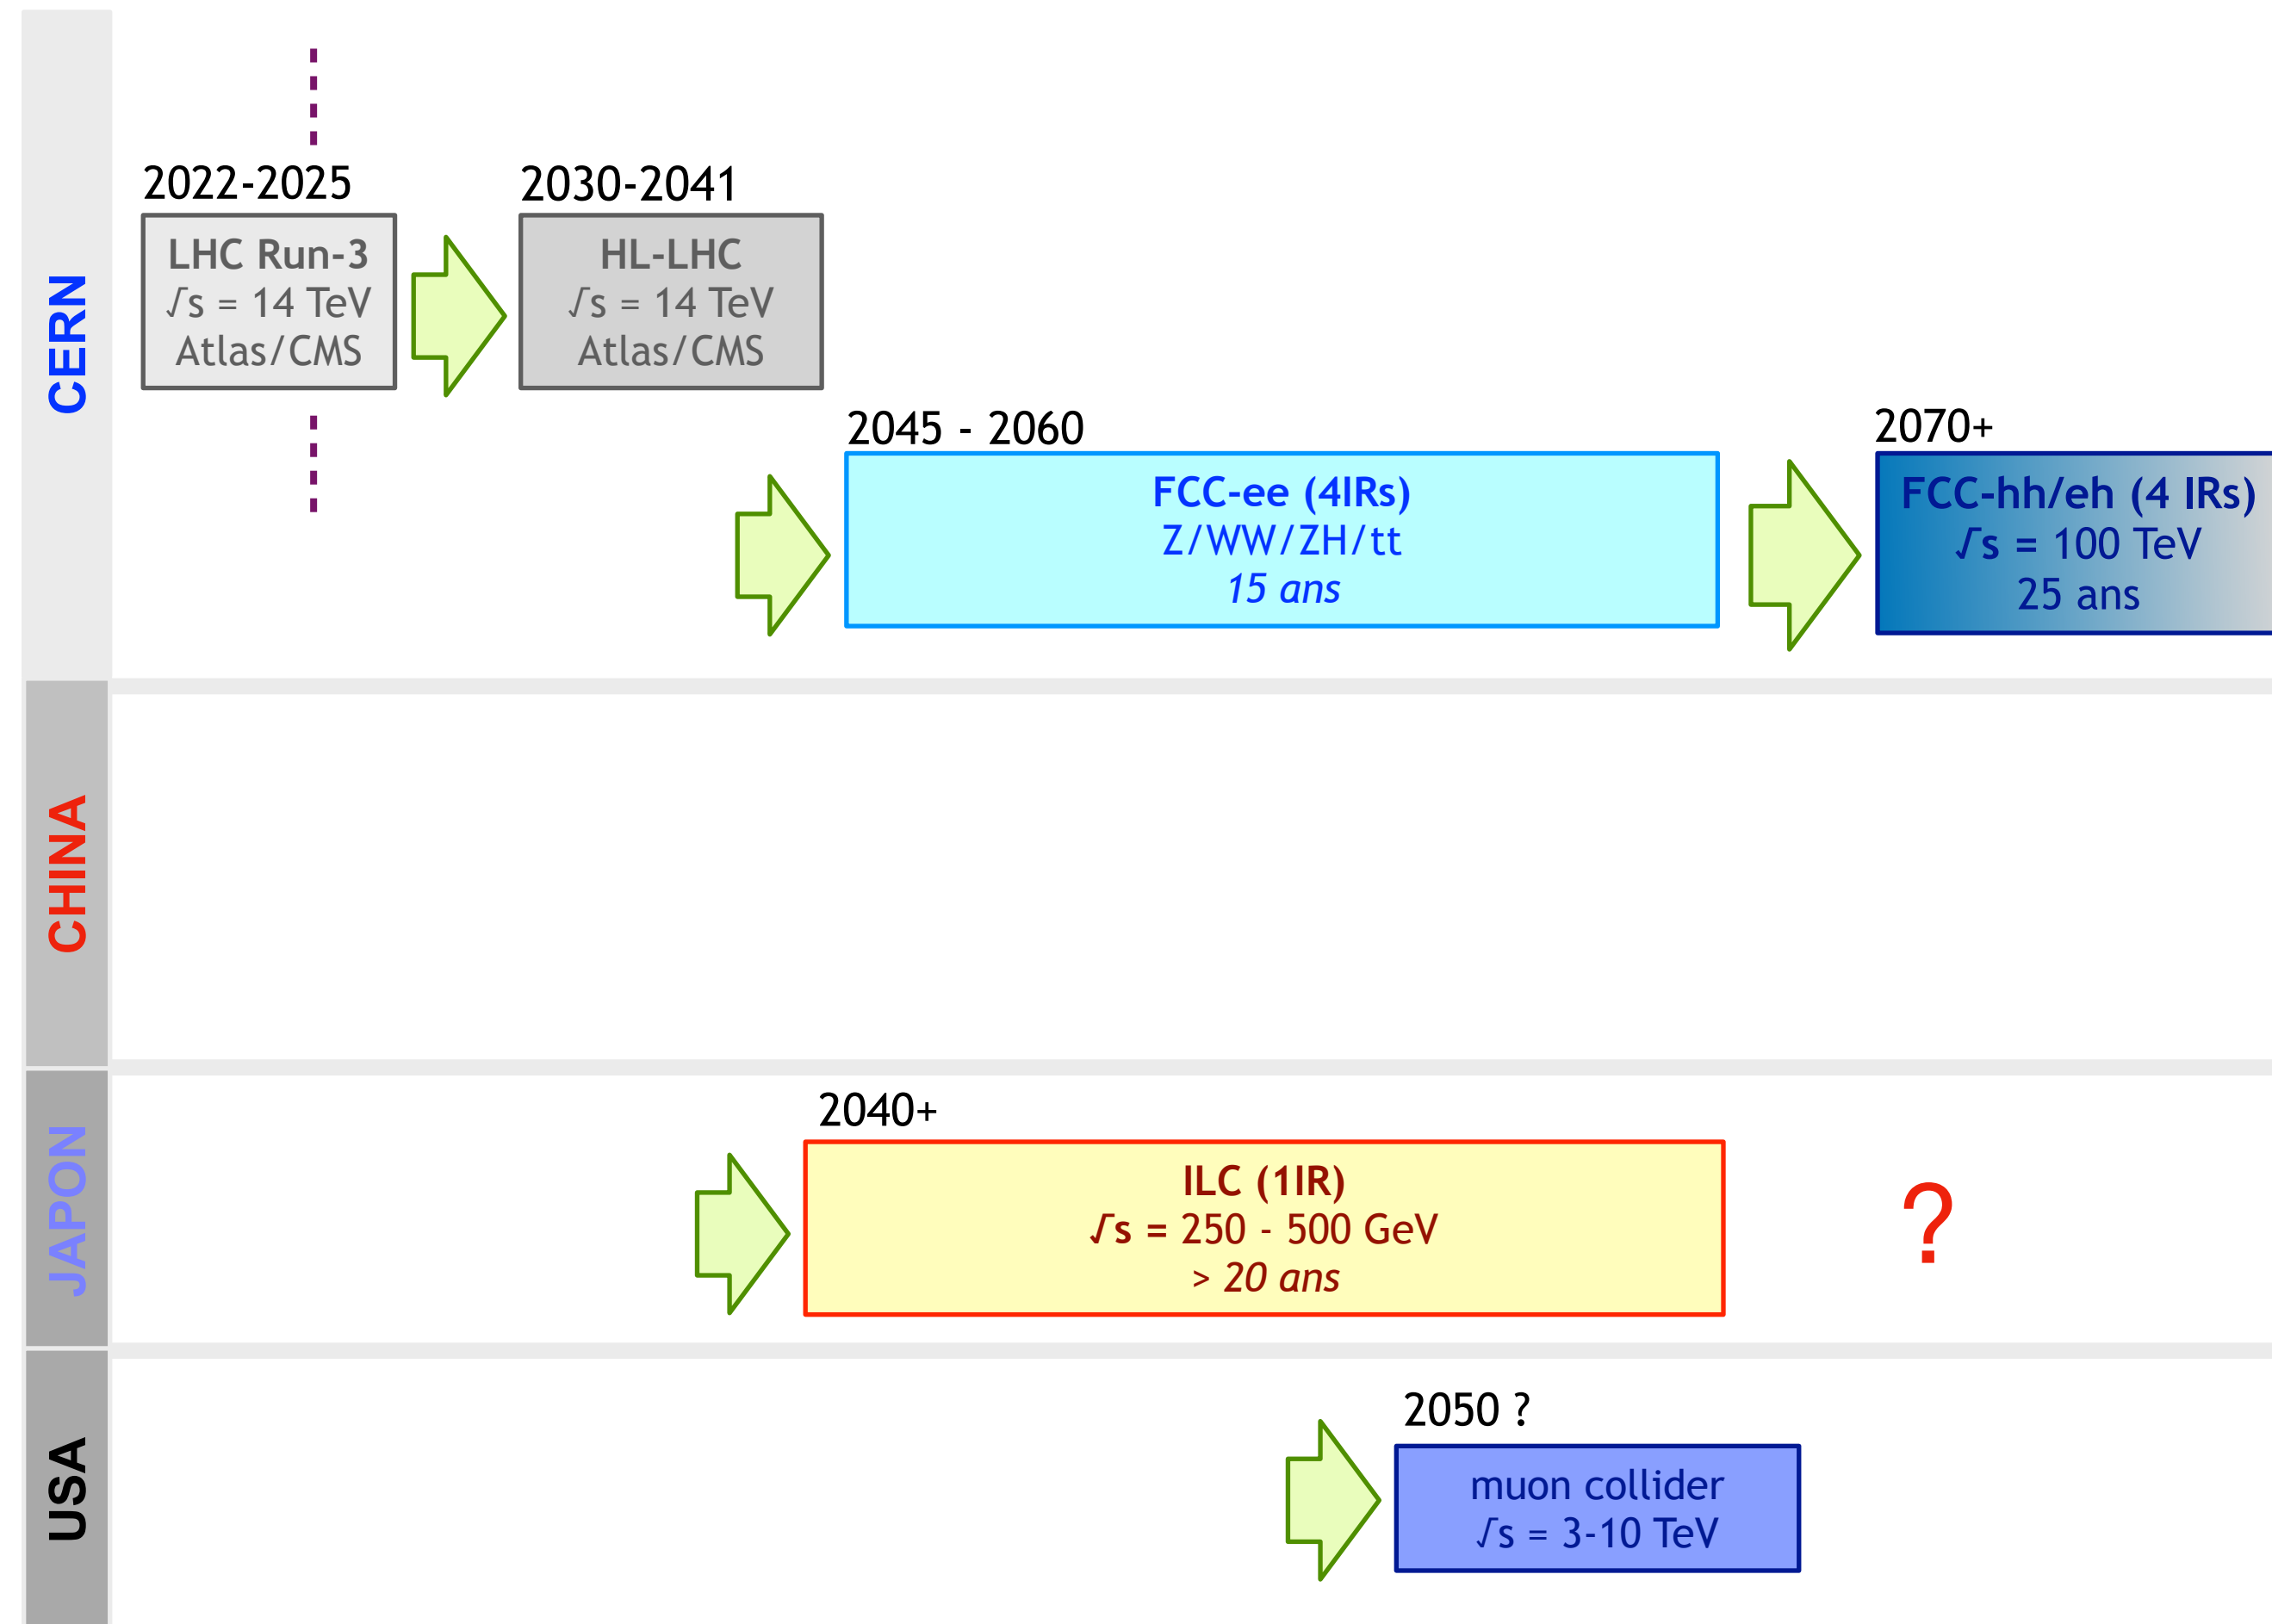 CERN
2022-2025
LHC Run-3
√s = 14 TeV
Atlas/CMS
2030-2041
HL-LHC
√s = 14 TeV
Atlas/CMS
2045 - 2060
FCC-ee (4IRs)
Z/WW/ZH/tt
15 ans
2070+
FCC-hh/eh (4 IRs)
√s = 100 TeV
25 ans
CHINA
JAPON
2040+
ILC (1IR)
√s = 250 - 500 GeV
> 20 ans
?
USA
2050 ?
muon collider
√s = 3-10 TeV